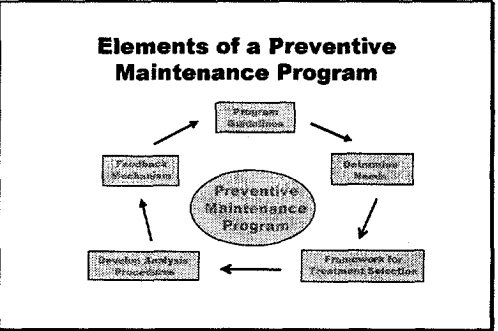 Elements of a Preventive
Maintenance Program
Program
Guidelines
Determine
Needs
Framework for
Treatment Selection
Develop Analysis
Procedures
Feedback
Mechanism
Preventive
Maintenance
Program